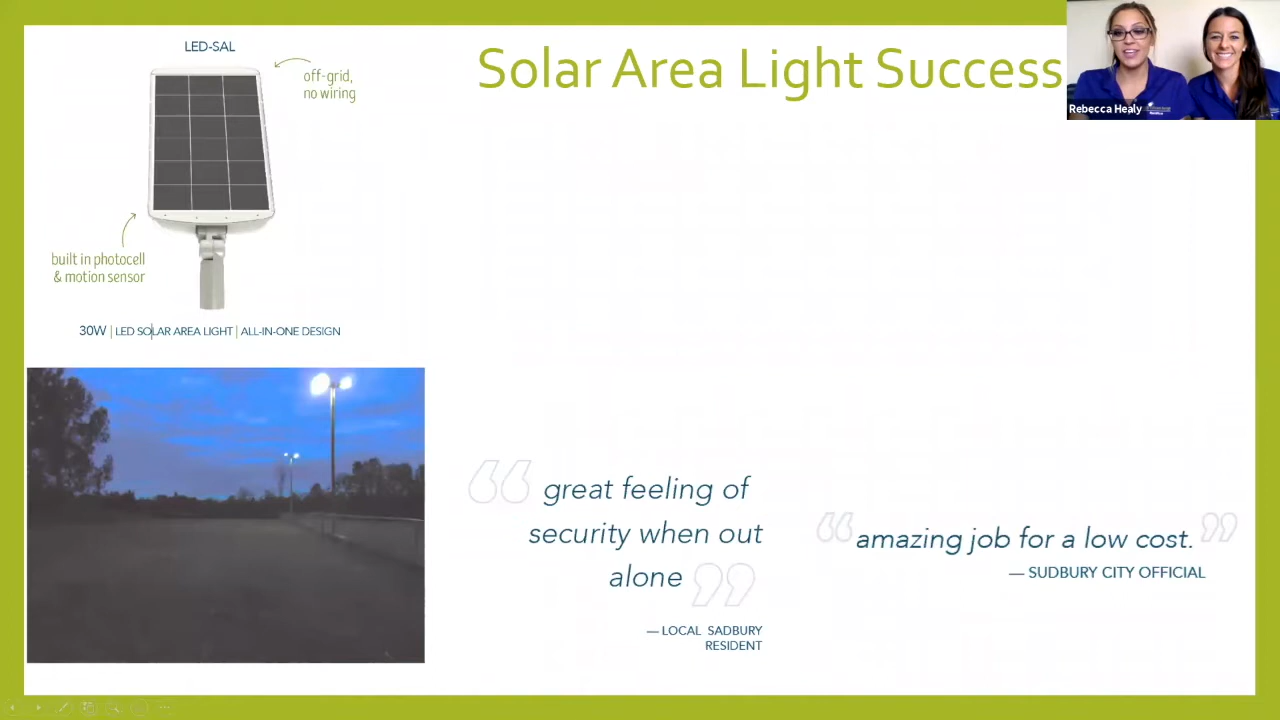 LED-SAL
off-grid,
no wiring
Solar Area Light Success
Rebecca Healy
built in photocell
& motion sensor
30W | LED SOLAR AREA LIGHT | ALL-IN-ONE DESIGN
“ great feeling of
security when out
alone ”
— LOCAL SADBURY
RESIDENT
“ amazing job for a low cost. ”
— SUDBURY CITY OFFICIAL